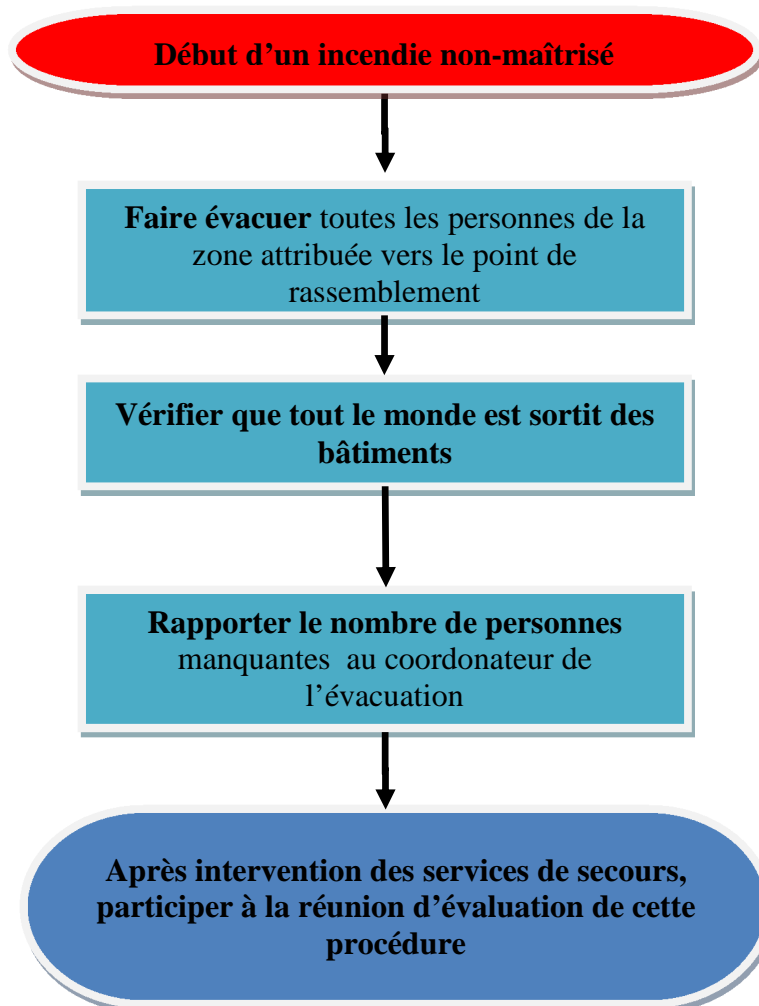 Début d’un incendie non-maîtrisé
Faire évacuer toutes les personnes de la
zone attribuée vers le point de
rassemblement
Vérifier que tout le monde est sortit des
bâtiments
Rapporter le nombre de personnes
manquantes au coordonateur de
l’évacuation
Après intervention des services de secours,
participer à la réunion d’évaluation de cette
procédure